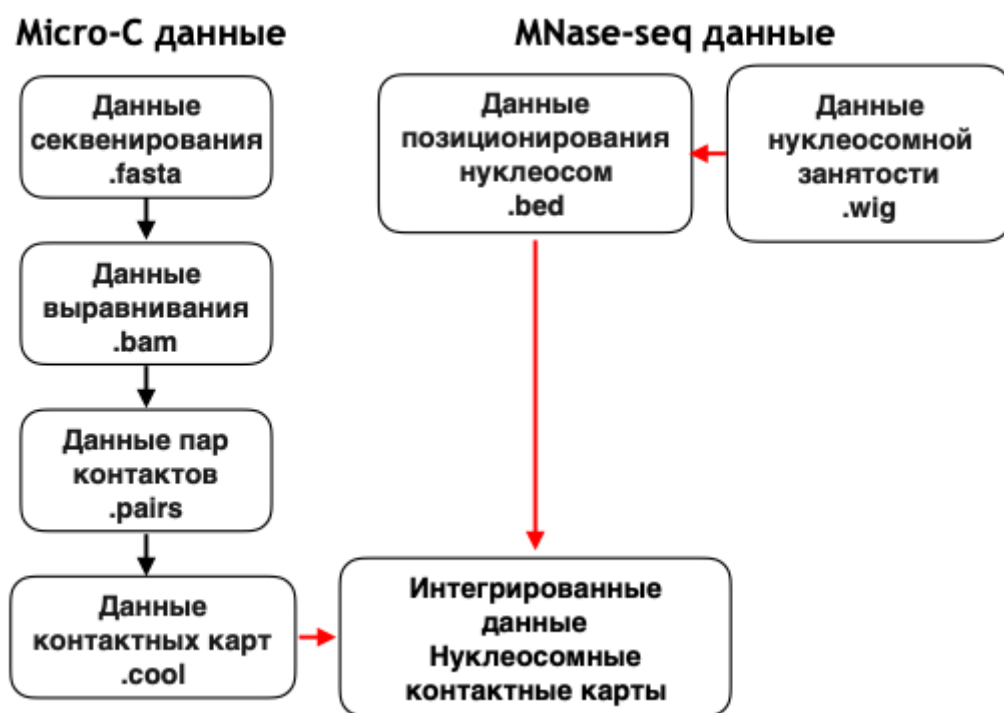 Micro-C данные
MNase-seq данные
Данные
секвенирования
.fasta
Данные
позиционирования
нуклеосом
.bed
Данные
нуклеосомной
занятости
.wig
Данные
выравнивания
.bam
Данные пар
контактов
.pairs
Данные
контактных карт
.cool
Интегрированные
данные
Нуклеосомные
контактные карты